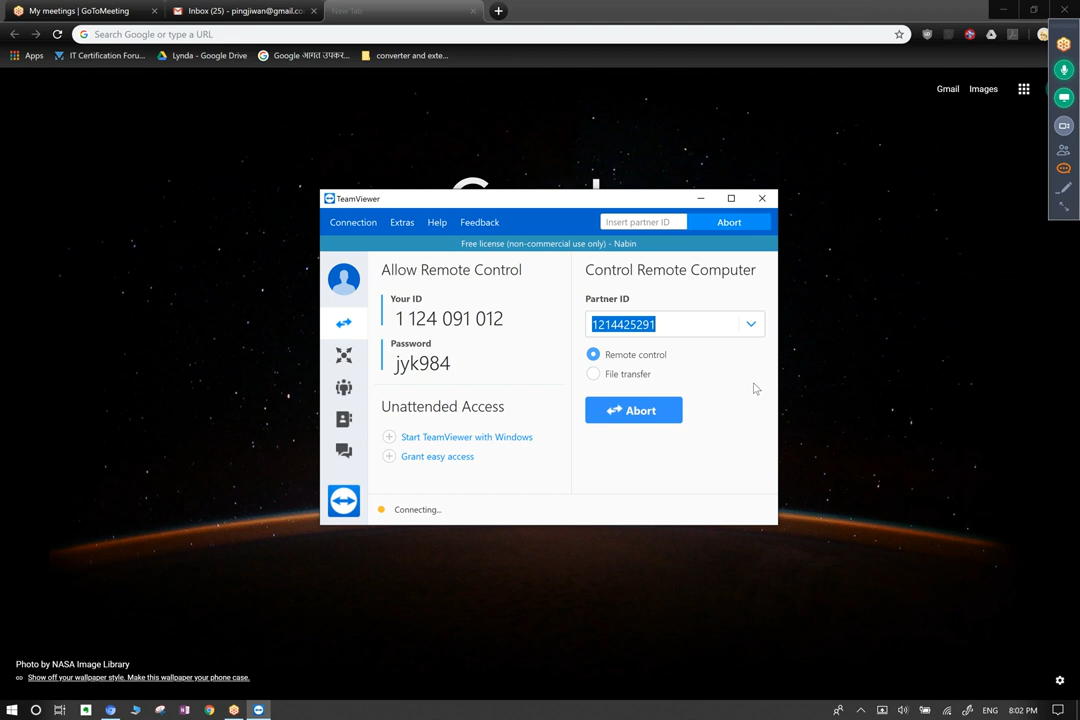 My meetings | GoToMeeting
Inbox (25) - pingjiwan@gmail.co
New Tab
Search Google or type a URL
Apps
IT Certification Foru...
Lynda - Google Drive
Google आगत उपकर...
converter and exte...
Gmail
Images
TeamViewer
Connection
Extras
Help
Feedback
Insert partner ID
Abort
Free license (non-commercial use only) - Nabin
Allow Remote Control
Your ID
1 124 091 012
Password
jyk984
Unattended Access
Start TeamViewer with Windows
Grant easy access
Control Remote Computer
Partner ID
1214425291
Remote control
File transfer
Abort
Connecting...
Photo by NASA Image Library
Show off your wallpaper style. Make this wallpaper your phone case.
ENG
8:02 PM